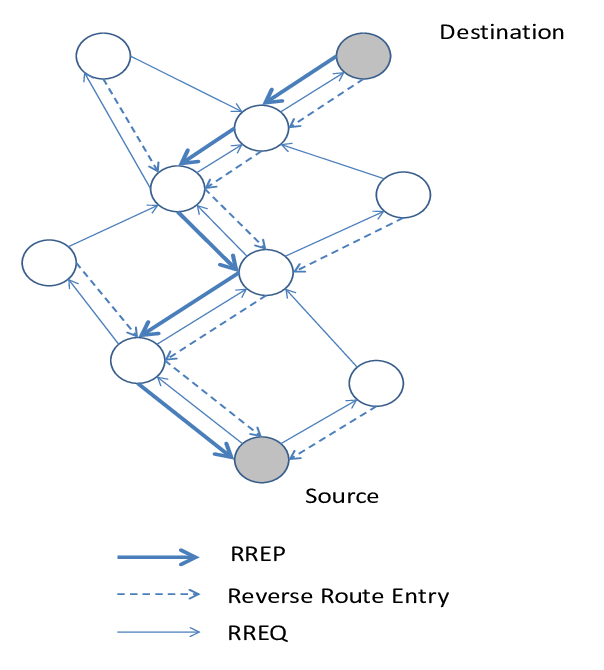 Destination
Source
RREP
Reverse Route Entry
RREQ